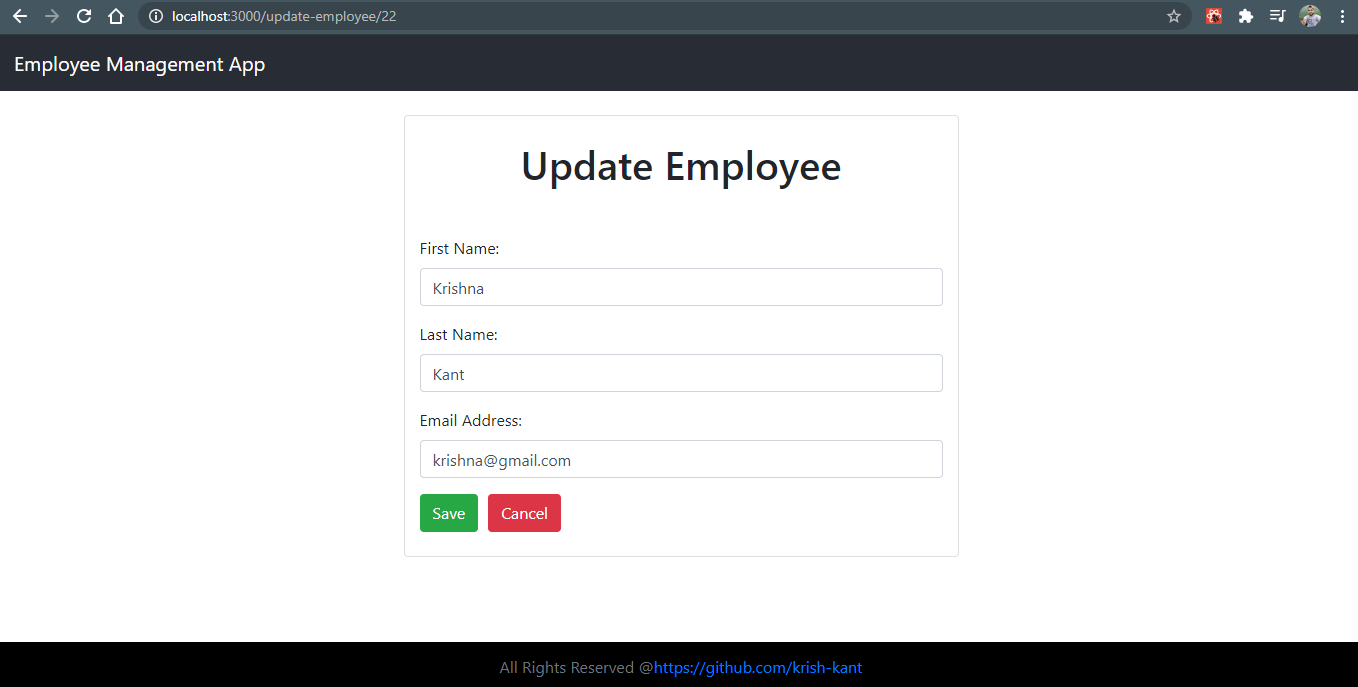 localhost:3000/update-employee/22
Employee Management App
Update Employee
First Name:
Krishna
Last Name:
Kant
Email Address:
krishna@gmail.com
Save Cancel
All Rights Reserved @https://github.com/krish-kant